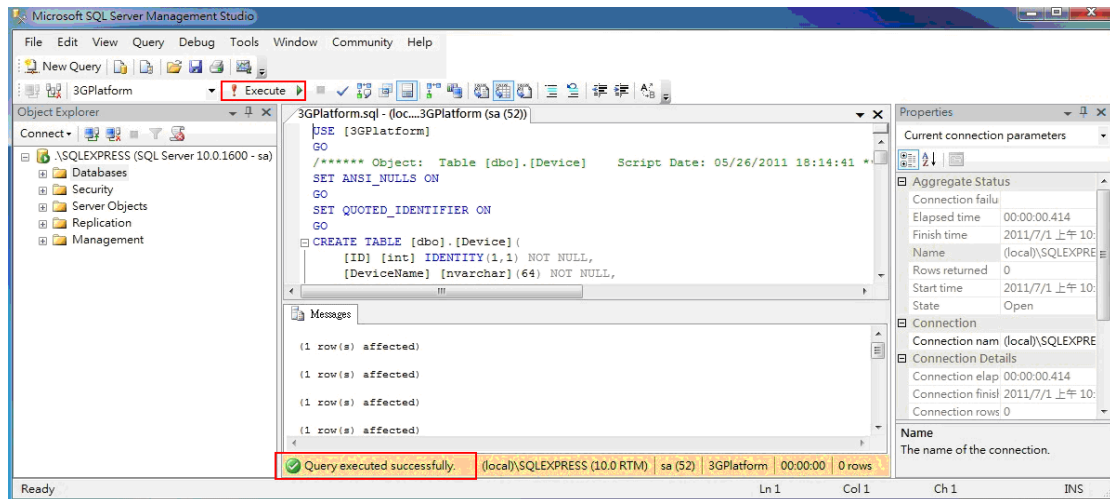 Microsoft SQL Server Management Studio
File Edit View Query Debug Tools Window Community Help
New Query
3GPlatform Execute
Object Explorer
Connect
.\SQLEXPRESS (SQL Server 10.0.1600 - sa)
Databases
Security
Server Objects
Replication
Management
3GPlatform.sql - (loc....3GPlatform (sa (52))
USE [3GPlatform]
GO
/****** Object: Table [dbo].[Device] Script Date: 05/26/2011 18:14:41 *
SET ANSI_NULLS ON
GO
SET QUOTED_IDENTIFIER ON
GO
CREATE TABLE [dbo].[Device](
[ID] [int] IDENTITY(1,1) NOT NULL,
[DeviceName] [nvarchar](64) NOT NULL,
Messages
(1 row(s) affected)
(1 row(s) affected)
(1 row(s) affected)
(1 row(s) affected)
Query executed successfully. (local)\SQLEXPRESS (10.0 RTM) sa (52) 3GPlatform 00:00:00 0 rows
Properties
Current connection parameters
Aggregate Status
Connection failu
Elapsed time 00:00:00.414
Finish time 2011/7/1 上午 10:
Name (local)\SQLEXPRE
Rows returned 0
Start time 2011/7/1 上午 10:
State Open
Connection
Connection nam (local)\SQLEXPRE
Connection Details
Connection elap 00:00:00.414
Connection finisl 2011/7/1 上午 10:
Connection rows 0
Name
The name of the connection.
Ready Ln 1 Col 1 Ch 1 INS